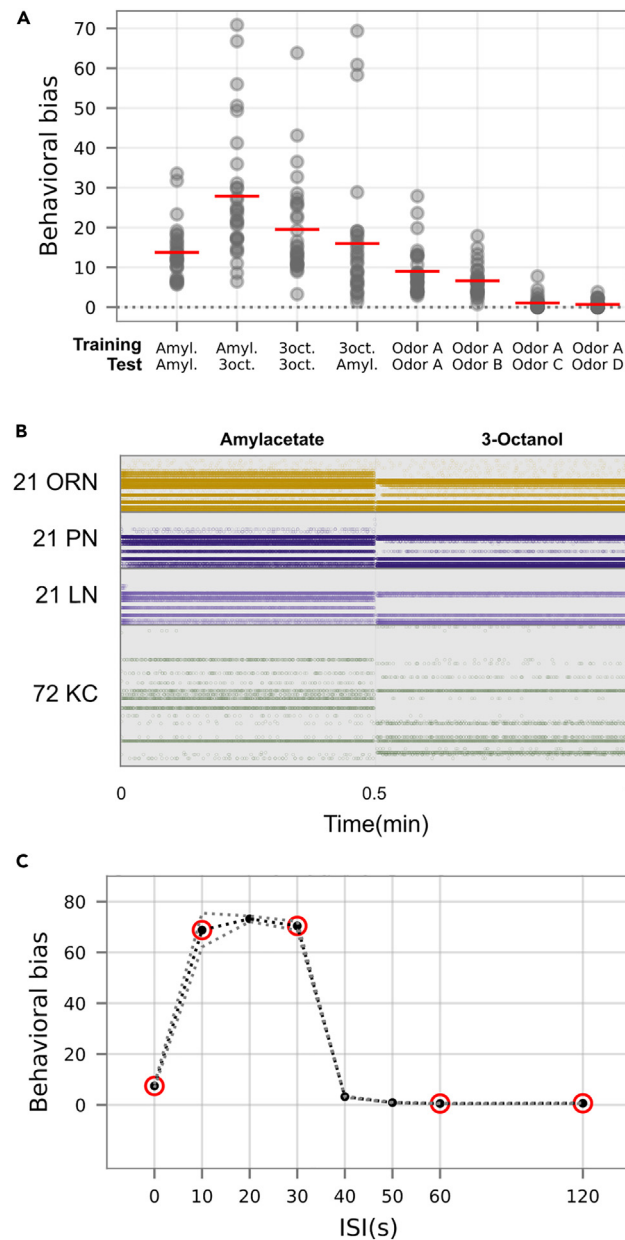 A
Behavioral bias
70
60
50
40
30
20
10
0
Training Amyl. Amyl. 3oct. 3oct. Odor A Odor A Odor A Odor A
Test Amyl. 3oct. 3oct. Amyl. Odor A Odor B Odor C Odor D
B
Amylacetate 3-Octanol
21 ORN
21 PN
21 LN
72 KC
0 0.5
Time(min)
C
Behavioral bias
80
60
40
20
0
0 10 20 30 40 50 60 120
ISI(s)